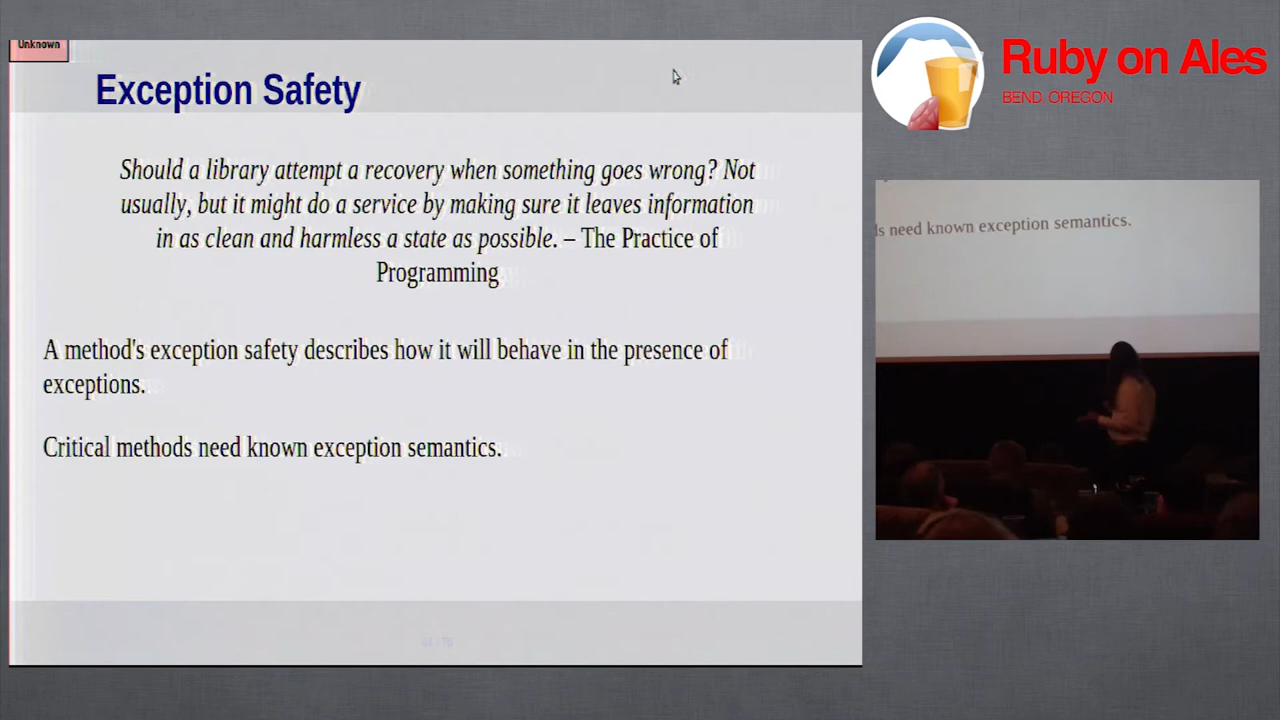 Unknown
Exception Safety
Should a library attempt a recovery when something goes wrong? Not
usually, but it might do a service by making sure it leaves information
in as clean and harmless a state as possible. – The Practice of
Programming
A method's exception safety describes how it will behave in the presence of
exceptions.
Critical methods need known exception semantics.
Ruby on Ales
BEND OREGON
need known exception semantics.